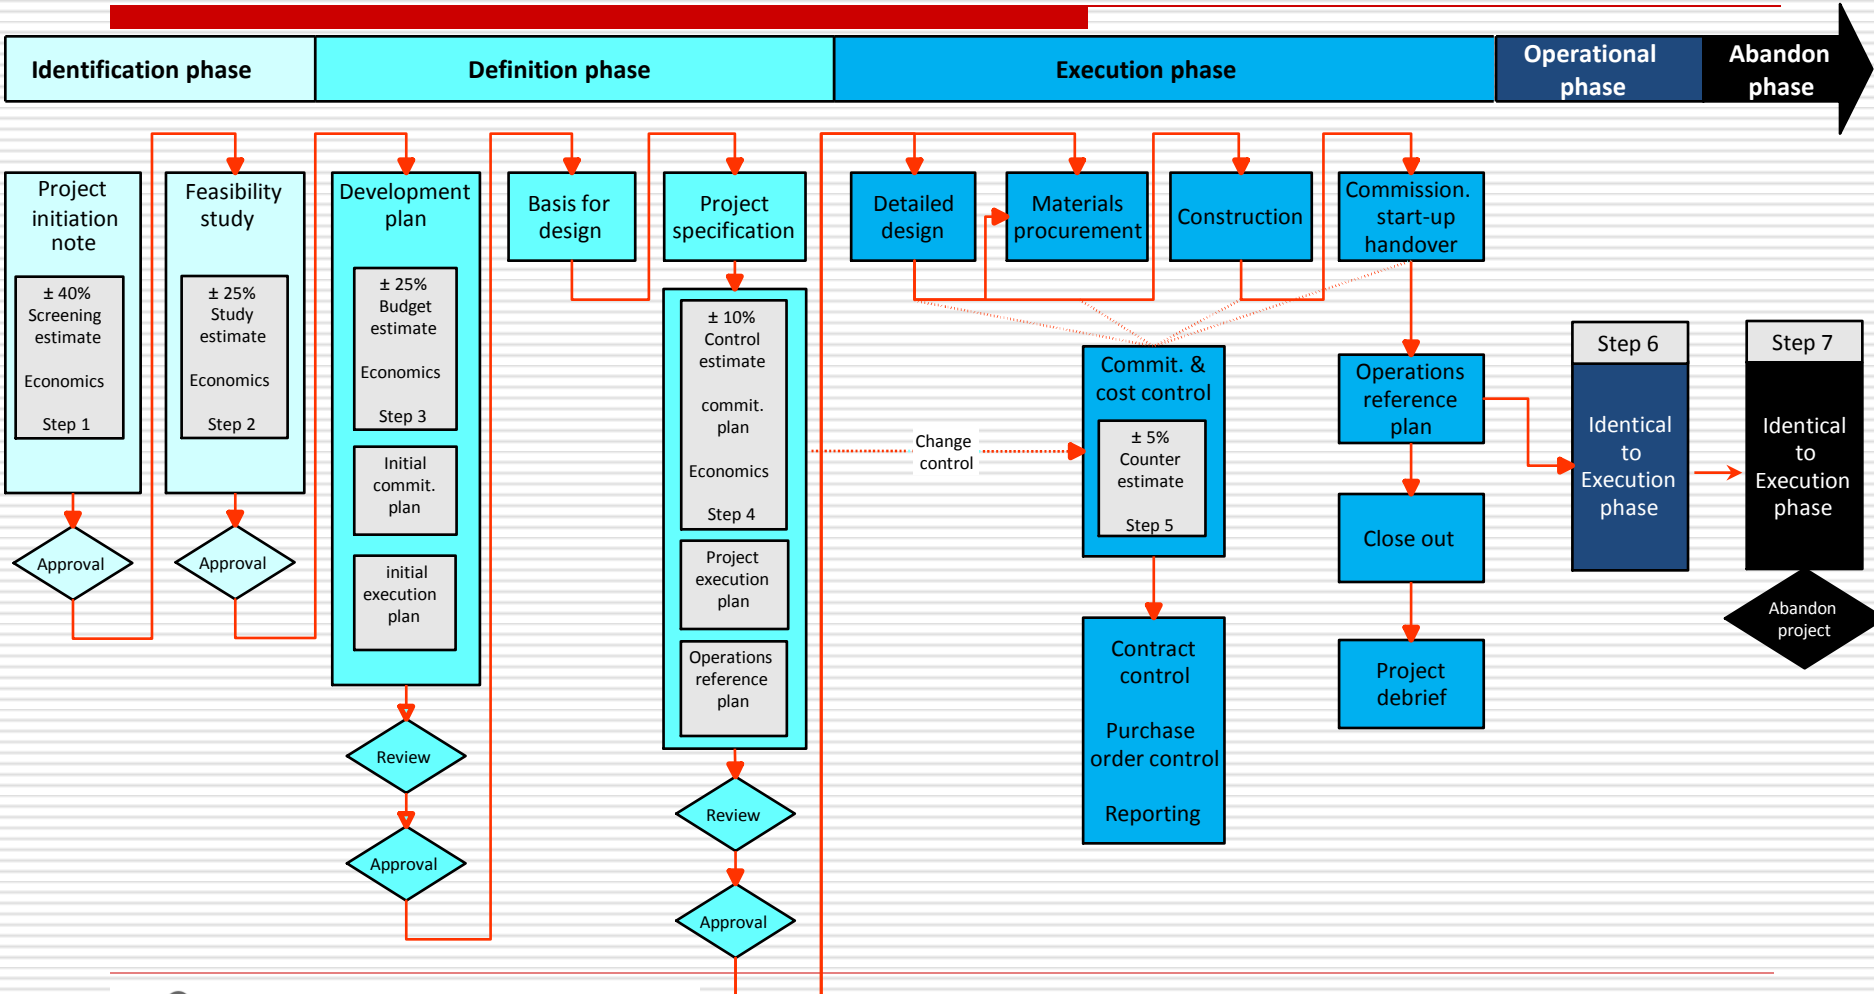 Identification phase
Definition phase
Execution phase
Operational
phase
Abandon
phase
Project
initiation
note
± 40%
Screening
estimate
Economics
Step 1
Approval
Feasibility
study
± 25%
Study
estimate
Economics
Step 2
Approval
Development
plan
± 25%
Budget
estimate
Economics
Step 3
Initial
commit.
plan
initial
execution
plan
Review
Approval
Basis for
design
Project
specification
± 10%
Control
estimate
commit.
plan
Economics
Step 4
Project
execution
plan
Operations
reference
plan
Review
Approval
Change
control
Detailed
design
Materials
procurement
Construction
Commission.
start-up
handover
Commit. &
cost control
± 5%
Counter
estimate
Step 5
Contract
control
Purchase
order control
Reporting
Operations
reference
plan
Close out
Project
debrief
Step 6
Identical
to
Execution
phase
Step 7
Identical
to
Execution
phase
Abandon
project